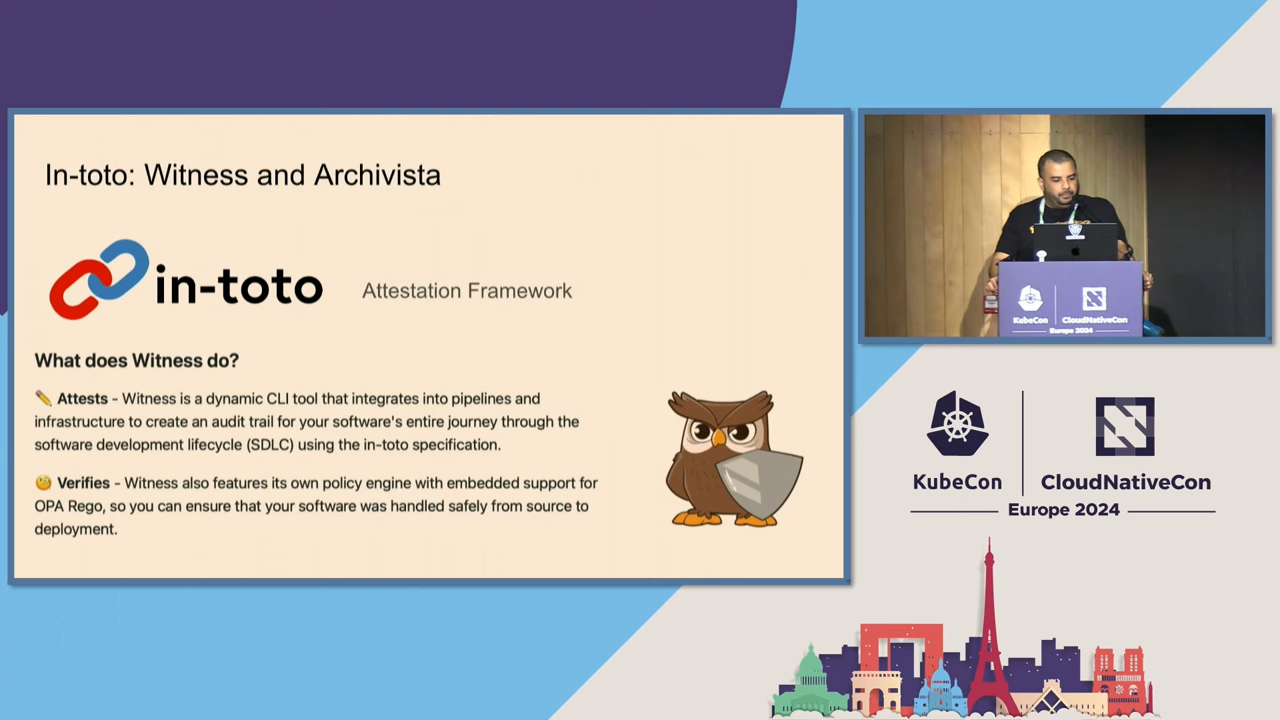 In-toto: Witness and Archivista
in-toto
Attestation Framework
What does Witness do?
Attests - Witness is a dynamic CLI tool that integrates into pipelines and
infrastructure to create an audit trail for your software's entire journey through the
software development lifecycle (SDLC) using the in-toto specification.
Verifies - Witness also features its own policy engine with embedded support for
OPA Rego, so you can ensure that your software was handled safely from source to
deployment.
KubeCon
CloudNativeCon
Europe 2024
KubeCon
CloudNativeCon
Europe 2024